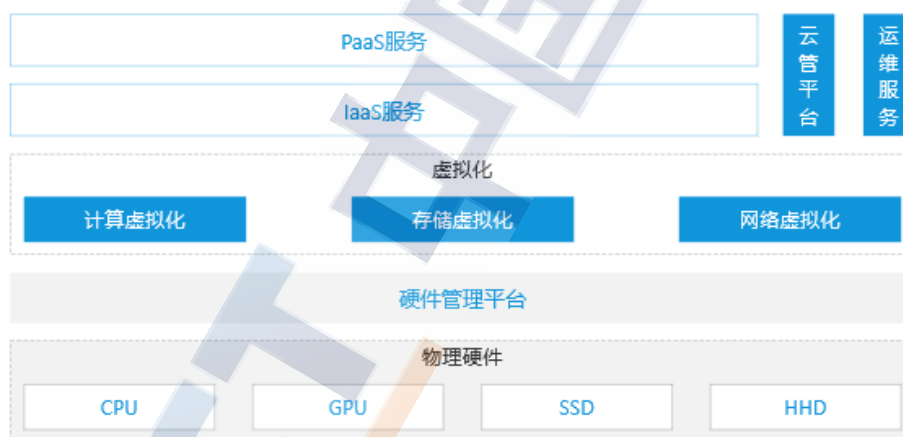 PaaS服务
IaaS服务
云管平台
运维服务
虚拟化
计算虚拟化
存储虚拟化
网络虚拟化
硬件管理平台
物理硬件
CPU
GPU
SSD
HHD